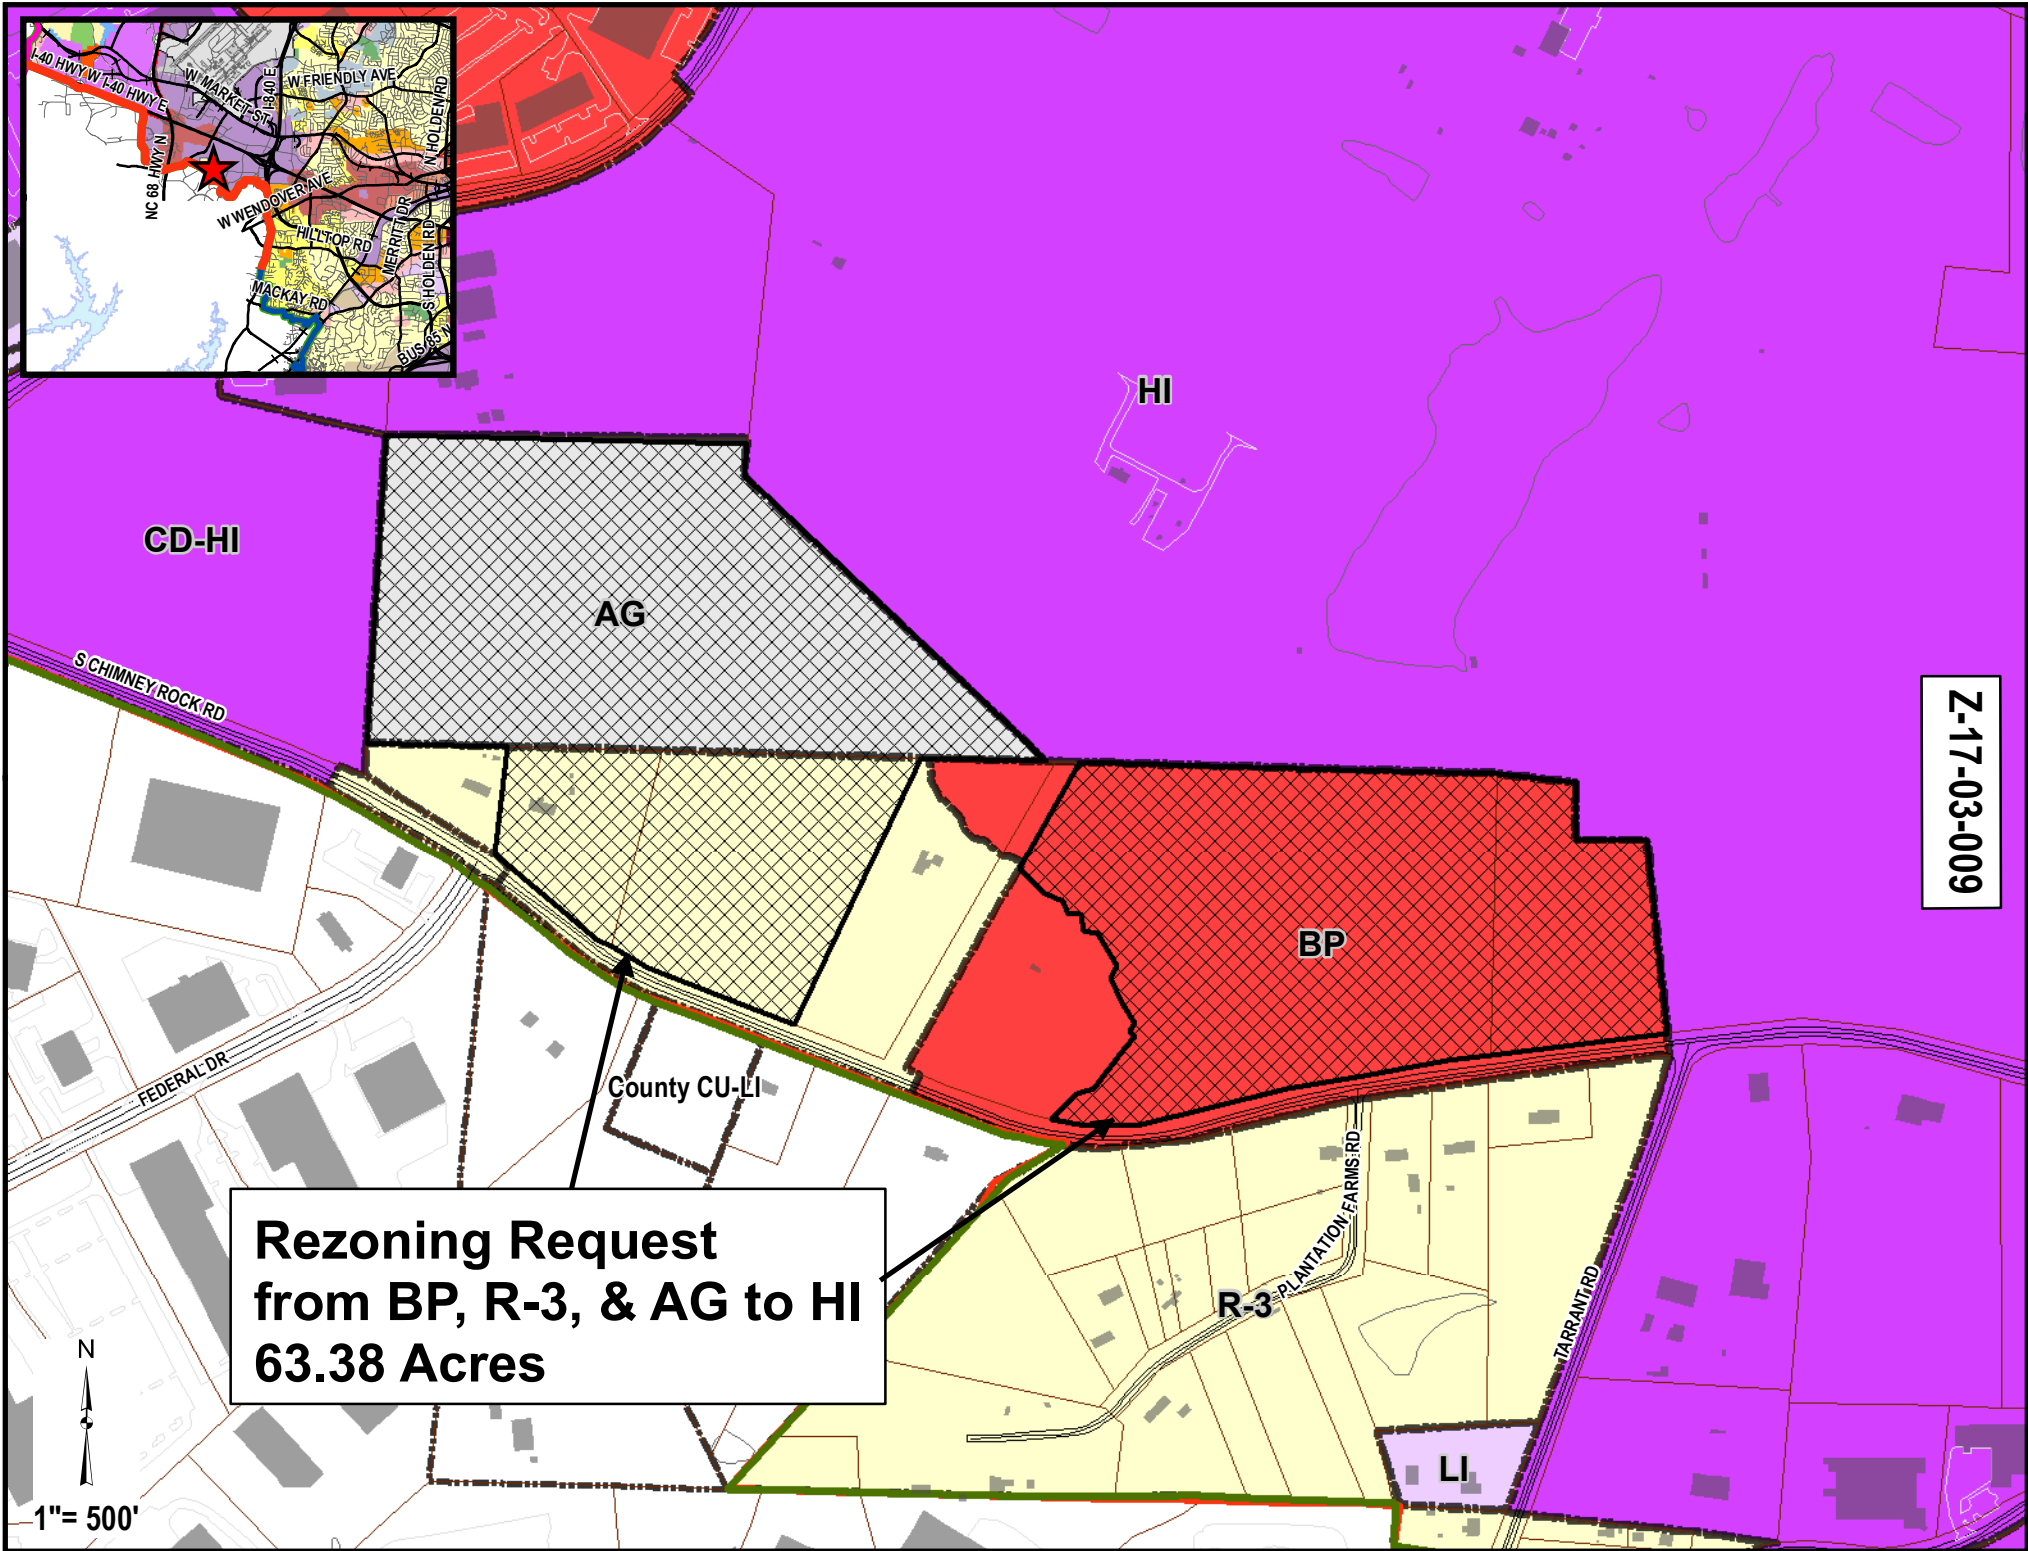 I-40 HWY W
I-40 HWY E
W MARKET ST
I-840 E
W FRIENDLY AVE
N HOLDEN RD
NC 68 HWY N
W WENDOVER AVE
HILLTOP RD
MERRITT DR
S HOLDEN RD
MACKAY RD
BUS 85 N
HI
CD-HI
AG
S CHIMNEY ROCK RD
Z-17-03-009
BP
FEDERAL DR
County CU-LI
PLANTATION FARMS RD
Rezoning Request
from BP, R-3, & AG to HI
63.38 Acres
R-3
TARRANT RD
N
LI
1"= 500'